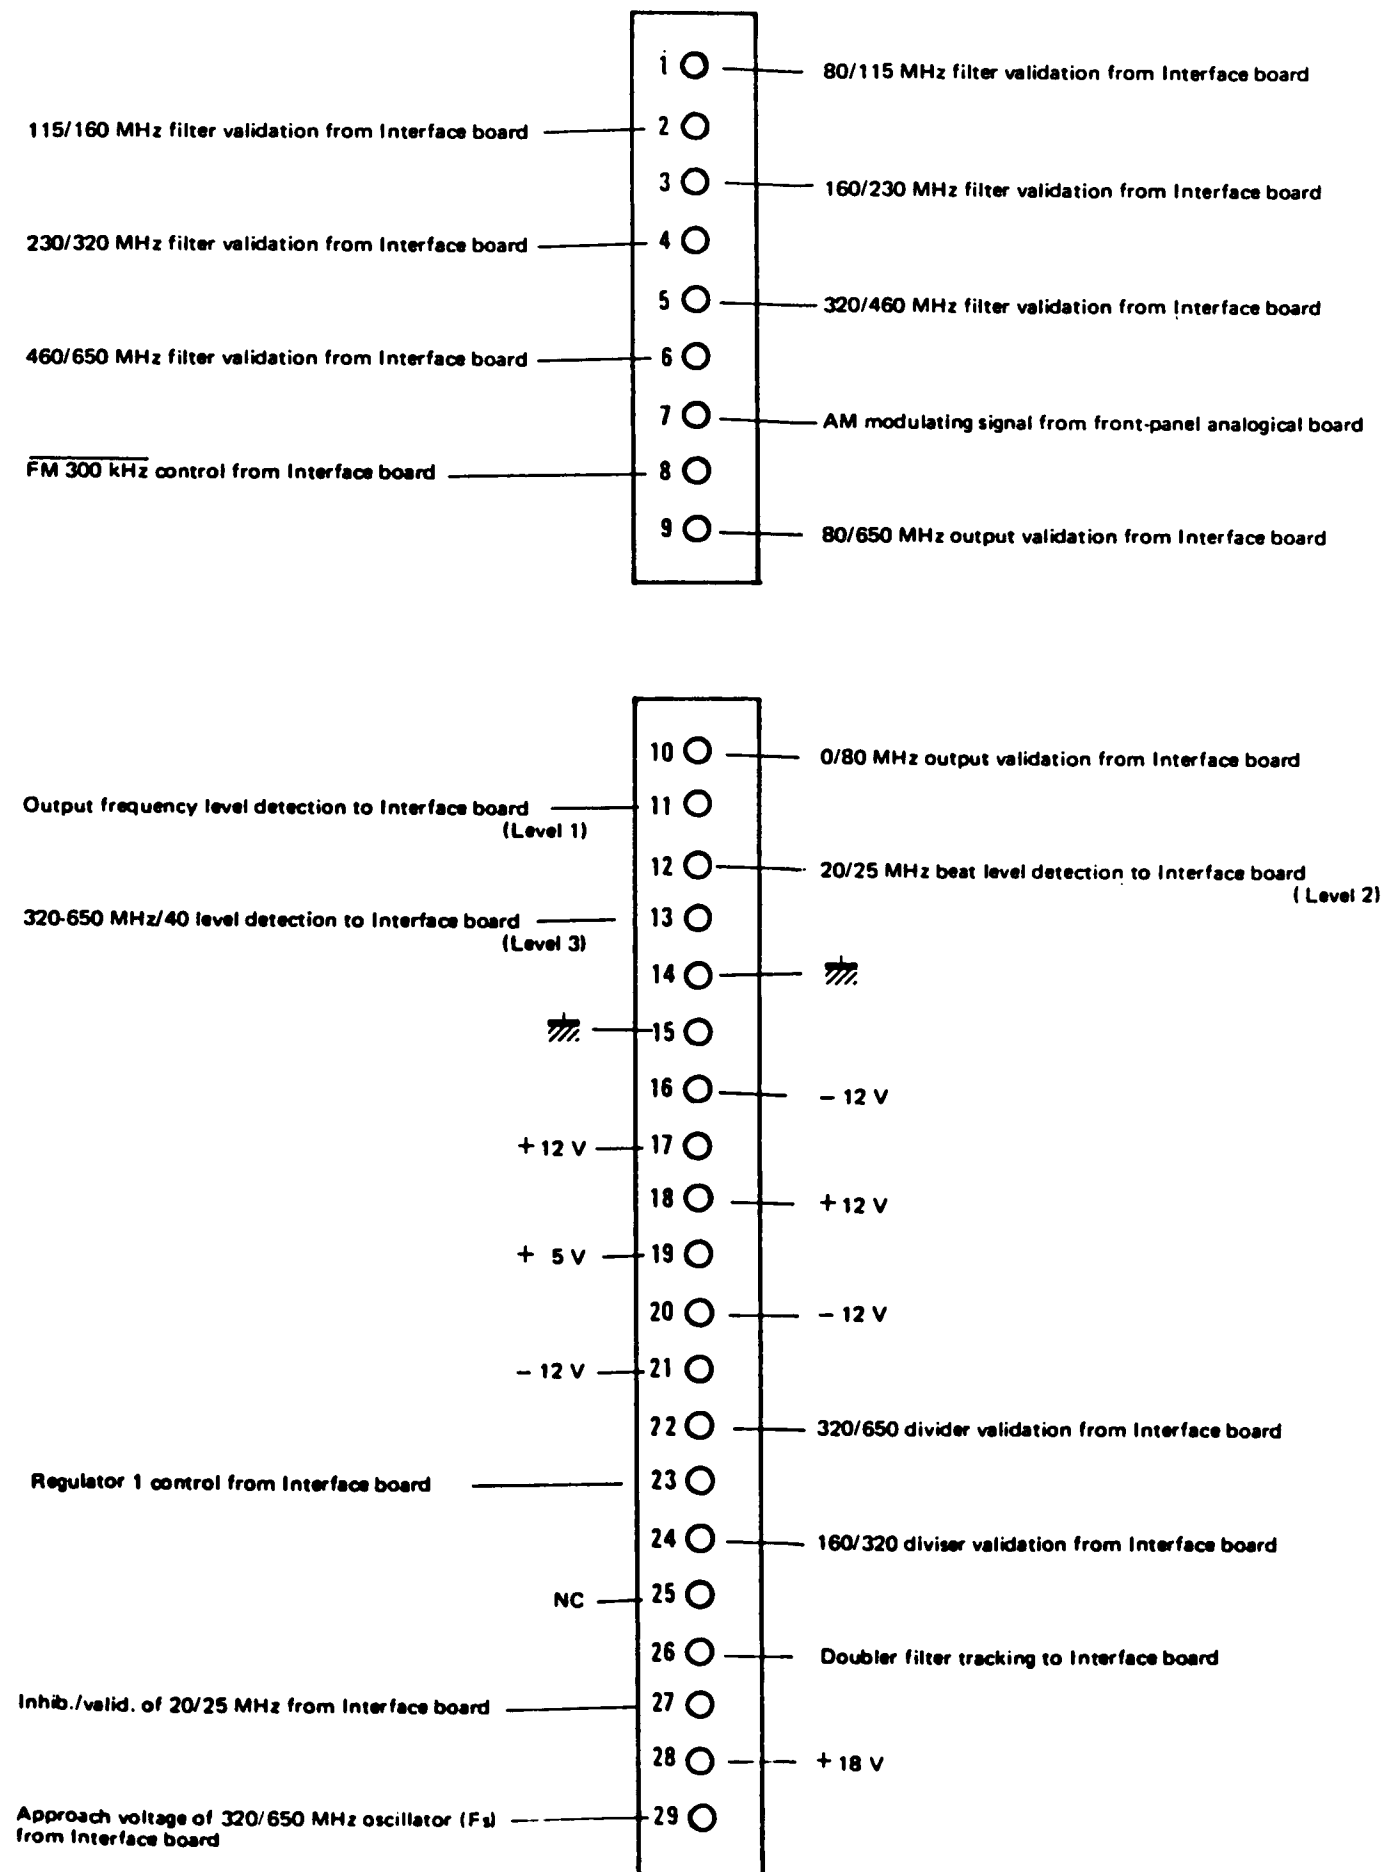 1 80/115 MHz filter validation from Interface board
115/160 MHz filter validation from Interface board 2
3 160/230 MHz filter validation from Interface board
230/320 MHz filter validation from Interface board 4
5 320/460 MHz filter validation from Interface board
460/650 MHz filter validation from Interface board 6
7 AM modulating signal from front-panel analogical board
FM 300 kHz control from Interface board 8
9 80/650 MHz output validation from Interface board
10 0/80 MHz output validation from Interface board
Output frequency level detection to Interface board 11
(Level 1)
12 20/25 MHz beat level detection to Interface board
(Level 2)
320-650 MHz/40 level detection to Interface board 13
(Level 3)
14
15
16 – 12 V
+ 12 V 17
18 + 12 V
+ 5 V 19
20 – 12 V
– 12 V 21
22 320/650 divider validation from Interface board
Regulator 1 control from Interface board 23
24 160/320 diviser validation from Interface board
NC 25
26 Doubler filter tracking to Interface board
Inhib./valid. of 20/25 MHz from Interface board 27
28 + 18 V
Approach voltage of 320/650 MHz oscillator (Fs) 29
from Interface board